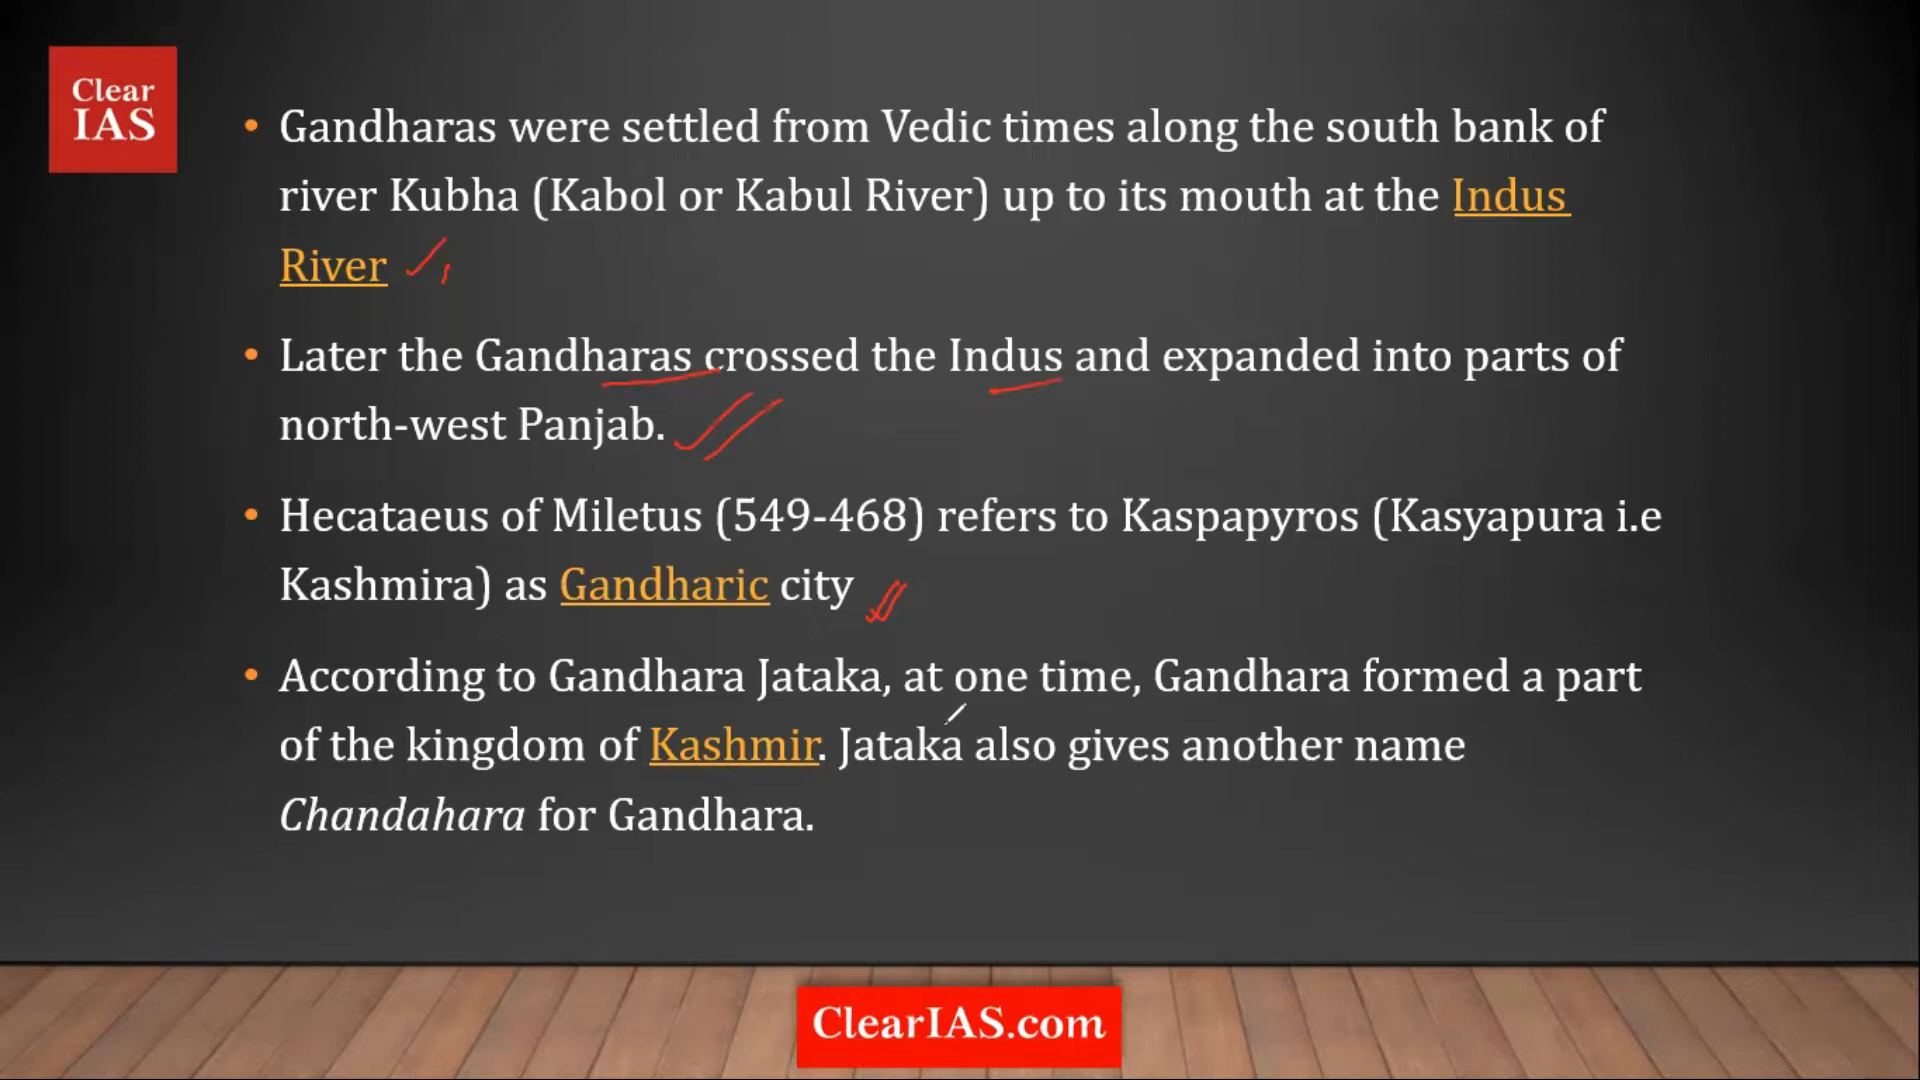 Clear
IAS
Gandharas were settled from Vedic times along the south bank of
river Kubha (Kabol or Kabul River) up to its mouth at the Indus
River
Later the Gandharas crossed the Indus and expanded into parts of
north-west Panjab.
Hecataeus of Miletus (549-468) refers to Kaspapyros (Kasyapura i.e
Kashmira) as Gandharic city
According to Gandhara Jataka, at one time, Gandhara formed a part
of the kingdom of Kashmir. Jataka also gives another name
Chandahara for Gandhara.
ClearIAS.com